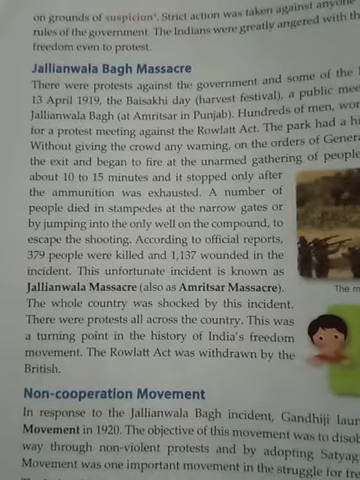 on grounds of suspicion*. Strict action was taken against anyone
rules of the government. The Indians were greatly angered with th
freedom even to protest.
Jallianwala Bagh Massacre
There were protests against the government and some of the
13 April 1919, the Baisakhi day (harvest festival), a public mee
Jallianwala Bagh (at Amritsar in Punjab). Hundreds of men, wo
for a protest meeting against the Rowlatt Act. The park had a hi
Without giving the crowd any warning, on the orders of Genera
the exit and began to fire at the unarmed gathering of people
about 10 to 15 minutes and it stopped only after
the ammunition was exhausted. A number of
people died in stampedes at the narrow gates or
by jumping into the only well on the compound, to
escape the shooting. According to official reports,
379 people were killed and 1,137 wounded in the
incident. This unfortunate incident is known as
Jallianwala Massacre (also as Amritsar Massacre).
The m
The whole country was shocked by this incident.
There were protests all across the country. This was
a turning point in the history of India's freedom
movement. The Rowlatt Act was withdrawn by the
British.
Non-cooperation Movement
In response to the Jallianwala Bagh incident, Gandhiji laun
Movement in 1920. The objective of this movement was to disob
way through non-violent protests and by adopting Satyag
Movement was one important movement in the struggle for fre